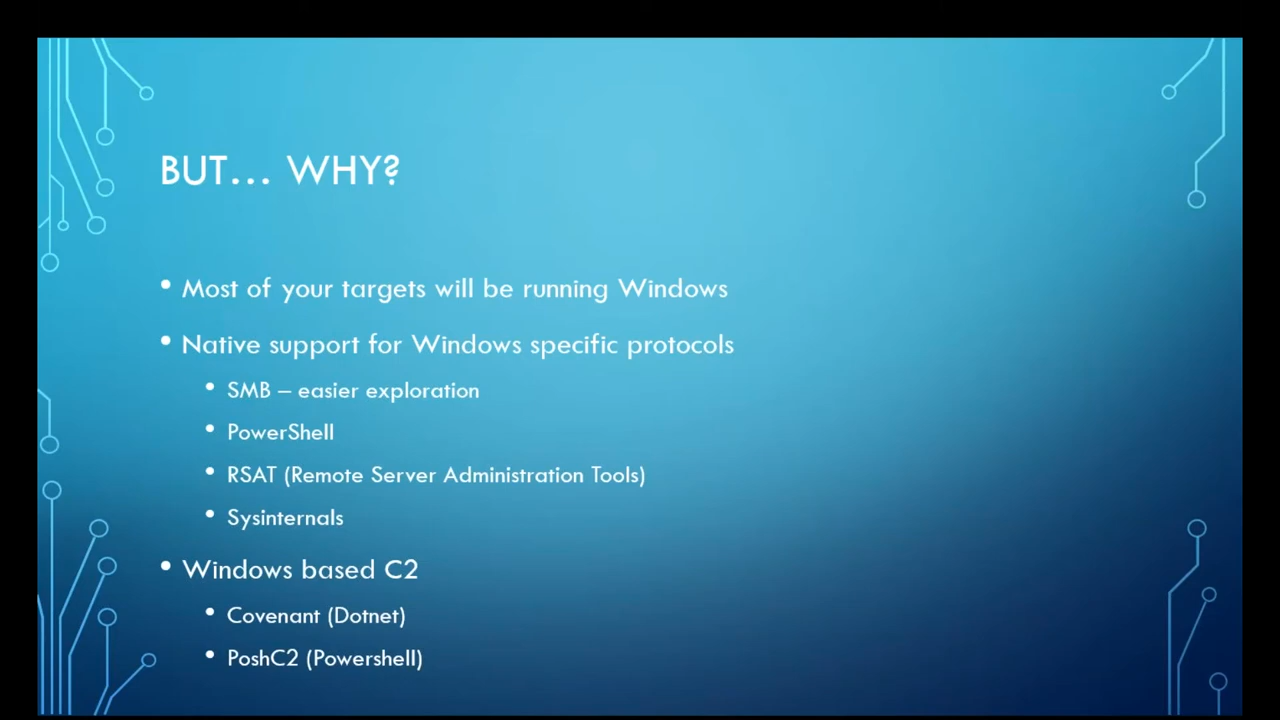 BUT... WHY?
• Most of your targets will be running Windows
• Native support for Windows specific protocols
• SMB – easier exploration
• PowerShell
• RSAT (Remote Server Administration Tools)
• Sysinternals
• Windows based C2
• Covenant (Dotnet)
• PoshC2 (Powershell)